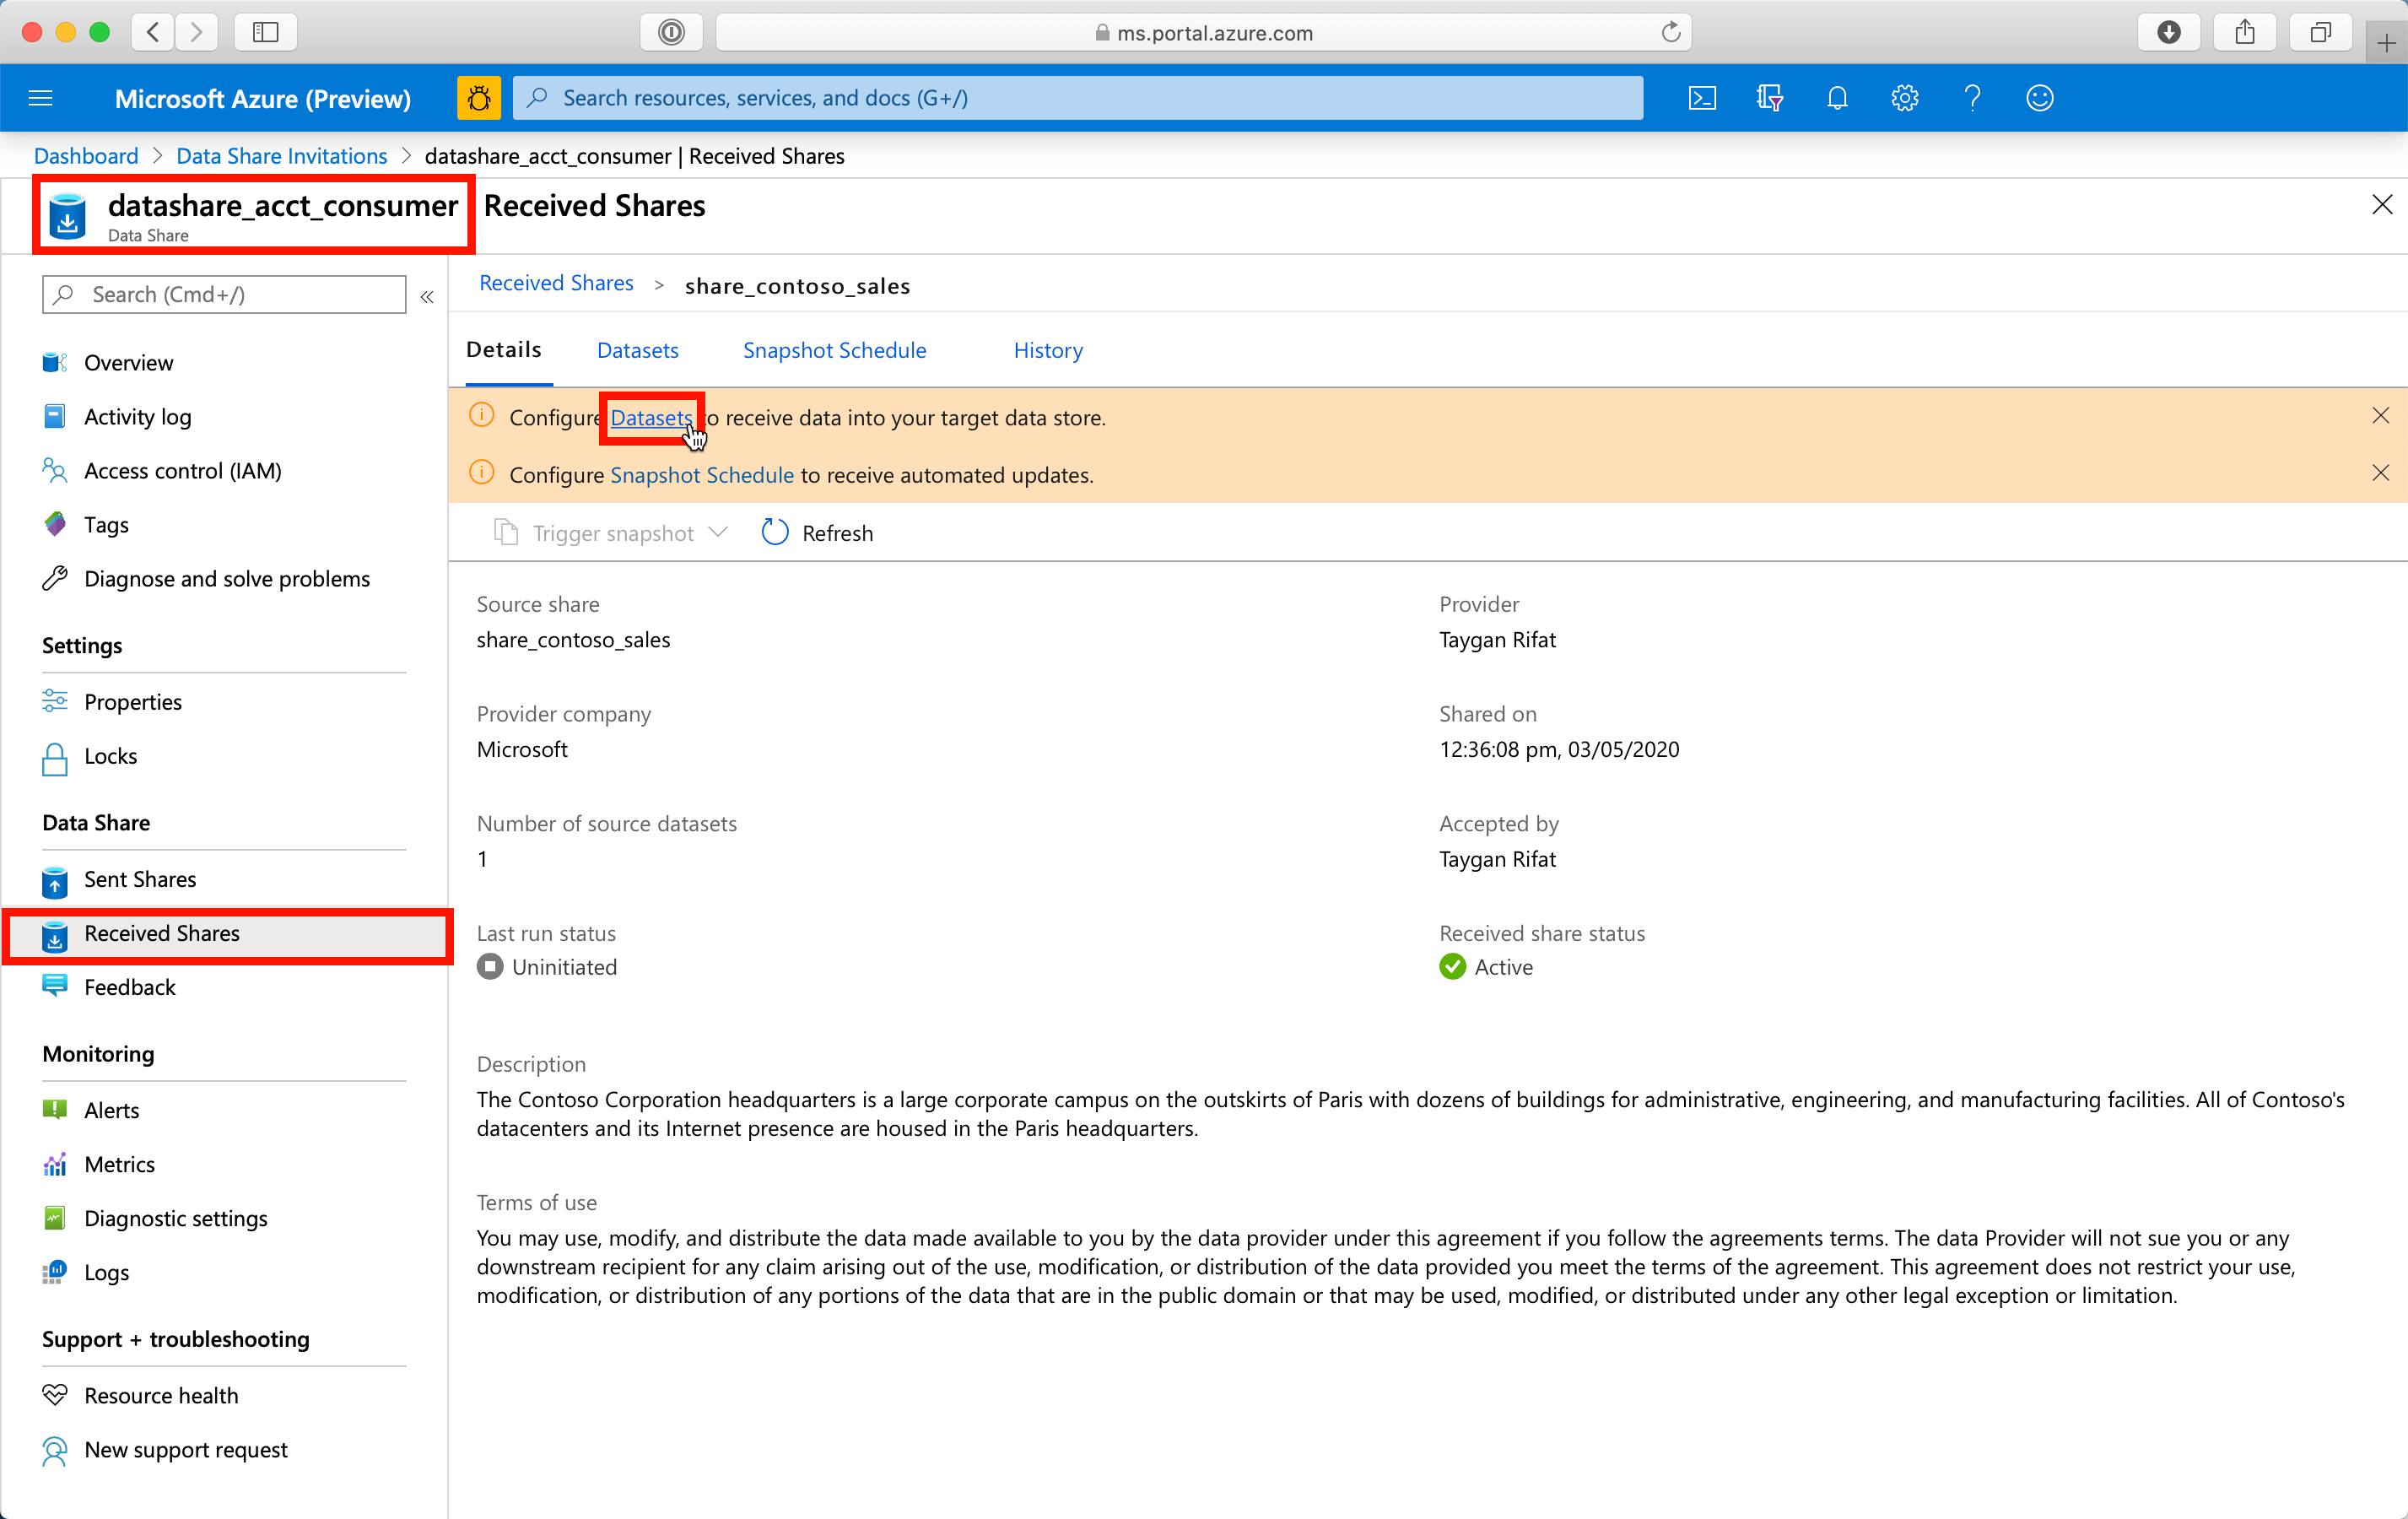 ms.portal.azure.com
Microsoft Azure (Preview)
Search resources, services, and docs (G+/)
Dashboard > Data Share Invitations > datashare_acct_consumer | Received Shares
datashare_acct_consumer
Received Shares
Data Share
Search (Cmd+/)
«
Overview
Activity log
Access control (IAM)
Tags
Diagnose and solve problems
Settings
Properties
Locks
Data Share
Sent Shares
Received Shares
Feedback
Monitoring
Alerts
Metrics
Diagnostic settings
Logs
Support + troubleshooting
Resource health
New support request
Received Shares > share_contoso_sales
Details
Datasets
Snapshot Schedule
History
Configure Datasets to receive data into your target data store.
Configure Snapshot Schedule to receive automated updates.
Trigger snapshot
Refresh
Source share
share_contoso_sales
Provider
Taygan Rifat
Provider company
Microsoft
Shared on
12:36:08 pm, 03/05/2020
Number of source datasets
1
Accepted by
Taygan Rifat
Last run status
Uninitiated
Received share status
Active
Description
The Contoso Corporation headquarters is a large corporate campus on the outskirts of Paris with dozens of buildings for administrative, engineering, and manufacturing facilities. All of Contoso's
datacenters and its Internet presence are housed in the Paris headquarters.
Terms of use
You may use, modify, and distribute the data made available to you by the data provider under this agreement if you follow the agreements terms. The data Provider will not sue you or any
downstream recipient for any claim arising out of the use, modification, or distribution of the data provided you meet the terms of the agreement. This agreement does not restrict your use,
modification, or distribution of any portions of the data that are in the public domain or that may be used, modified, or distributed under any other legal exception or limitation.